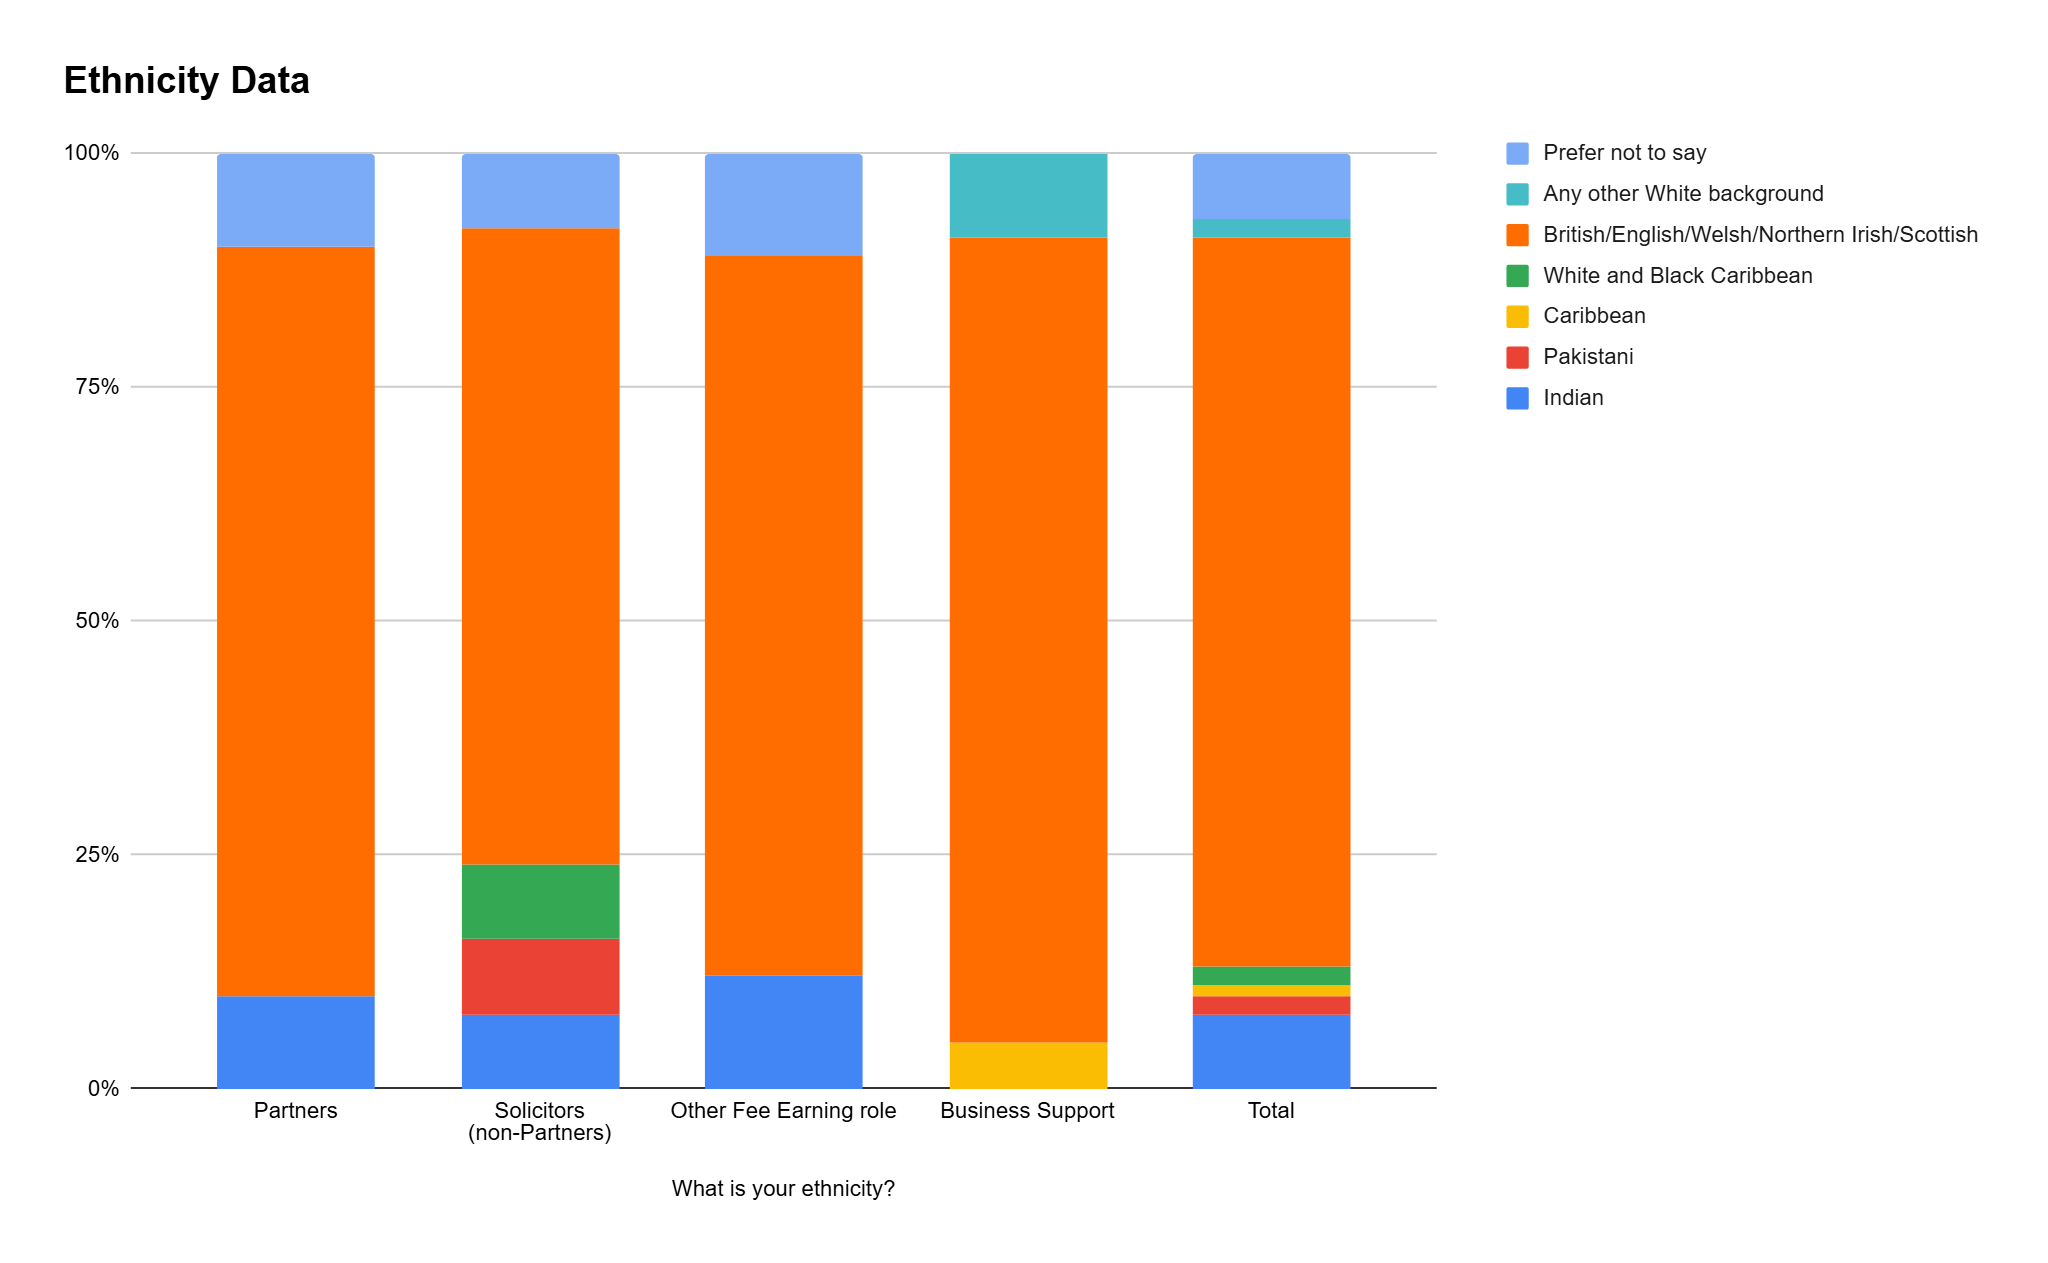 Ethnicity Data
100%
75%
50%
25%
0%
Partners
Solicitors
(non-Partners)
Other Fee Earning role
Business Support
Total
What is your ethnicity?
Prefer not to say
Any other White background
British/English/Welsh/Northern Irish/Scottish
White and Black Caribbean
Caribbean
Pakistani
Indian